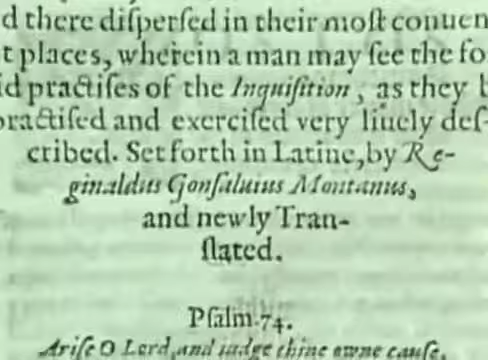 d there diſperſed in their moſt conuen
t places, wherein a man may ſee the fo
id practiſes of the Inquiſition, as they b
practiſed and exerciſed very liuely deſ-
cribed. Set forth in Latine, by Re-
ginaldus Gonſaluius Montanus,
and newly Tran-
ſlated.
Pſalm. 74.
Ariſe O Lord, and iudge thine owne cauſe.